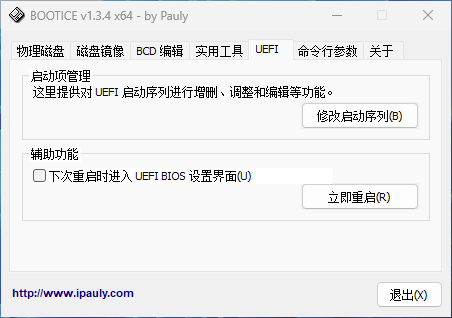 BOOTICE v1.3.4 x64 - by Pauly
物理磁盘 磁盘镜像 BCD 编辑 实用工具 UEFI 命令行参数 关于
启动项管理
这里提供对 UEFI 启动序列进行增删、调整和编辑等功能。
修改启动序列(B)
辅助功能
下次重启时进入 UEFI BIOS 设置界面(U)
立即重启(R)
http://www.ipauly.com
退出(X)